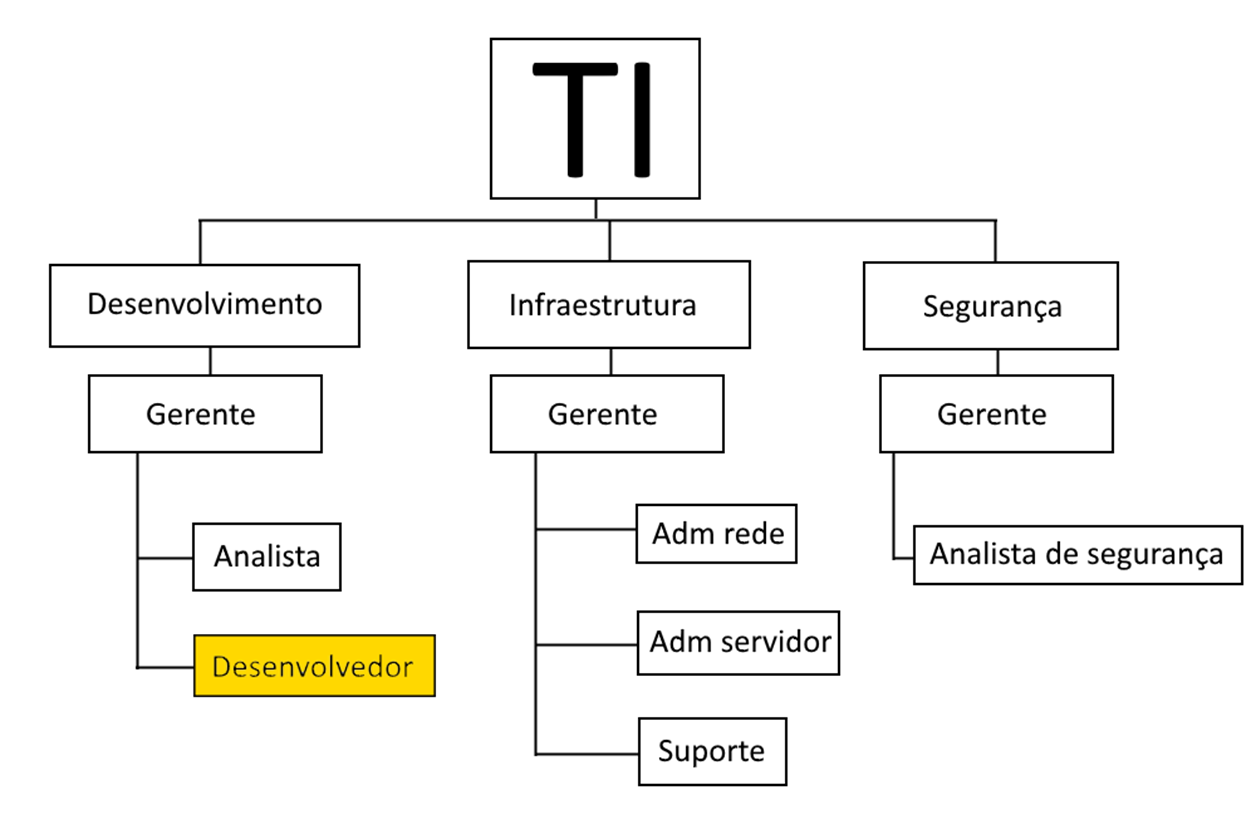 TI
Desenvolvimento
Infraestrutura
Segurança
Gerente
Gerente
Gerente
Analista
Desenvolvedor
Adm rede
Adm servidor
Suporte
Analista de segurança